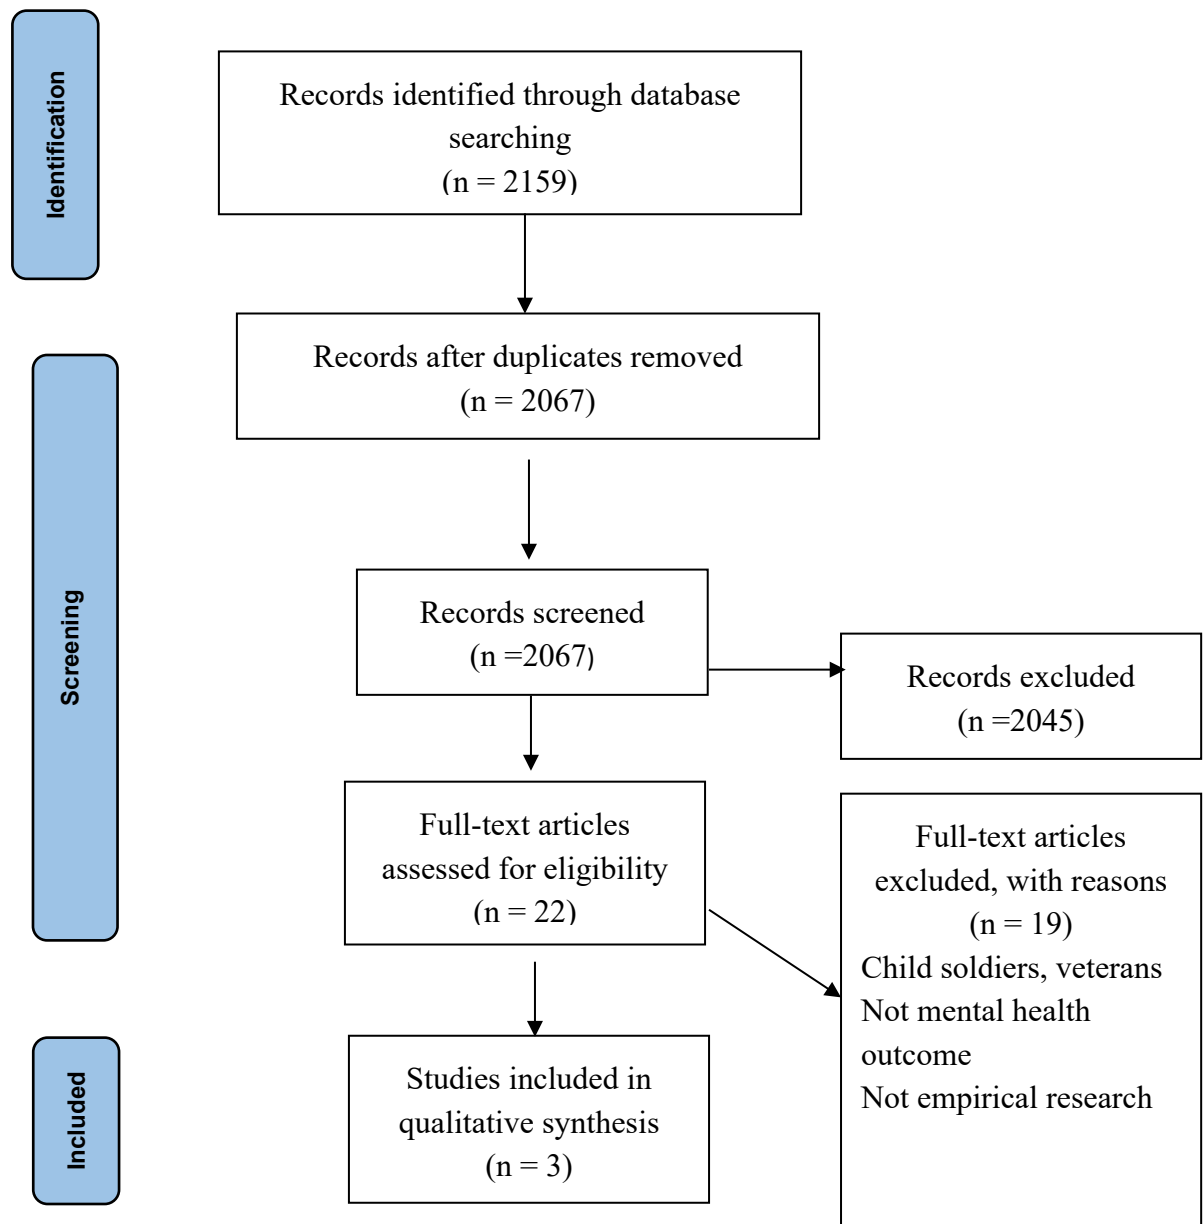 Identification
Records identified through database
searching
(n = 2159)
Records after duplicates removed
(n = 2067)
Screening
Records screened
(n =2067)
Records excluded
(n =2045)
Full-text articles
assessed for eligibility
(n = 22)
Full-text articles
excluded, with reasons
(n = 19)
Child soldiers, veterans
Not mental health
outcome
Not empirical research
Included
Studies included in
qualitative synthesis
(n = 3)